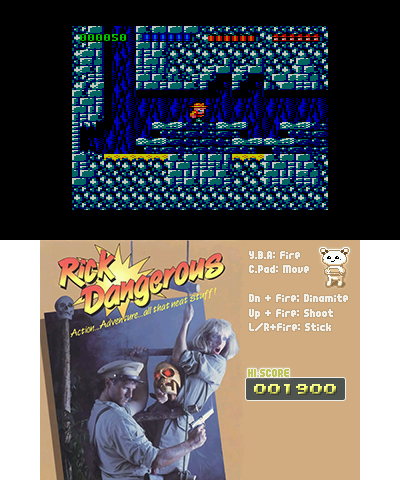 000050
Rick
Dangerous
Action...Adventure...all that neat stuff!
Y.B.A: Fire
C.Pad: Move
Dn + Fire: Dinamite
Up + Fire: Shoot
L/R+Fire: Stick
HI.SCORE
001900